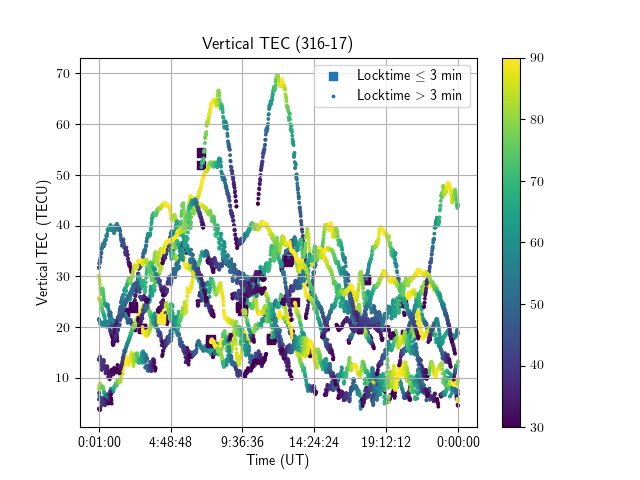 Vertical TEC (316-17)
Locktime ≤ 3 min
Locktime > 3 min
Vertical TEC (TECU)
70
60
50
40
30
20
10
0:01:00 4:48:48 9:36:36 14:24:24 19:12:12 0:00:00
Time (UT)
90
80
70
60
50
40
30